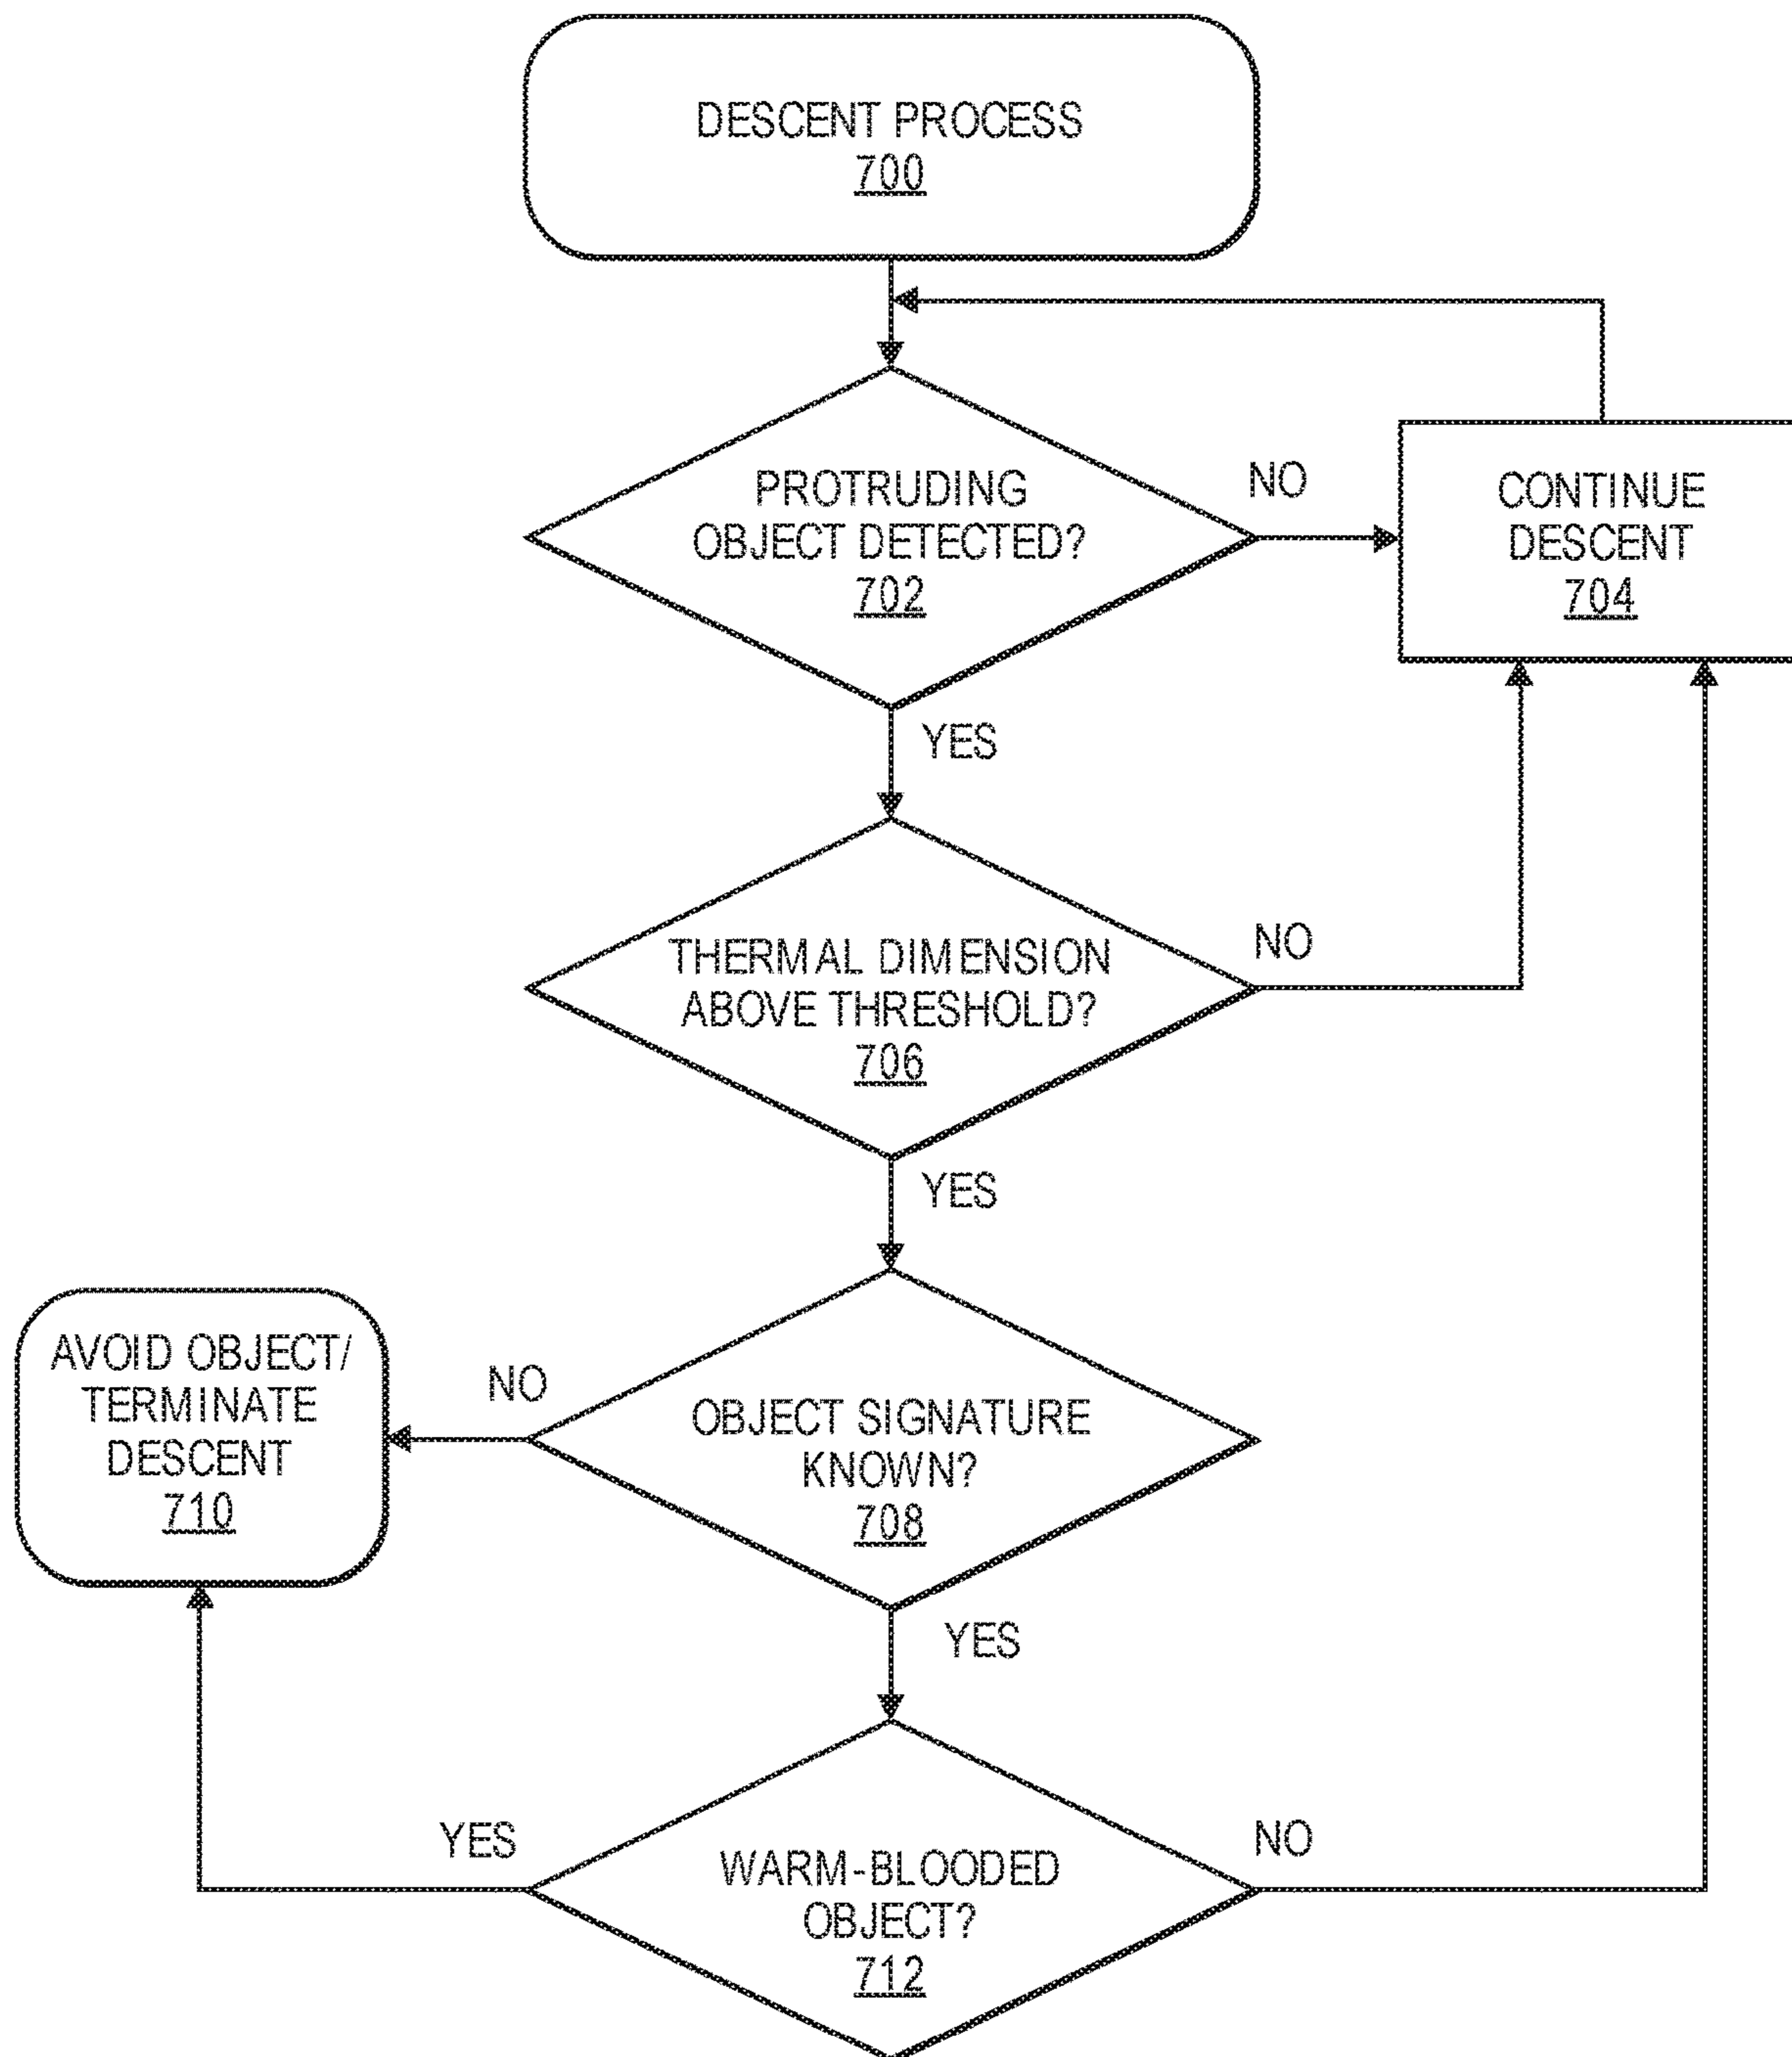 DESCENT PROCESS
700
PROTRUDING
OBJECT DETECTED?
702
NO
CONTINUE
DESCENT
704
YES
THERMAL DIMENSION
ABOVE THRESHOLD?
706
NO
YES
AVOID OBJECT/
TERMINATE
DESCENT
710
NO
OBJECT SIGNATURE
KNOWN?
708
YES
YES
WARM-BLOODED
OBJECT?
712
NO